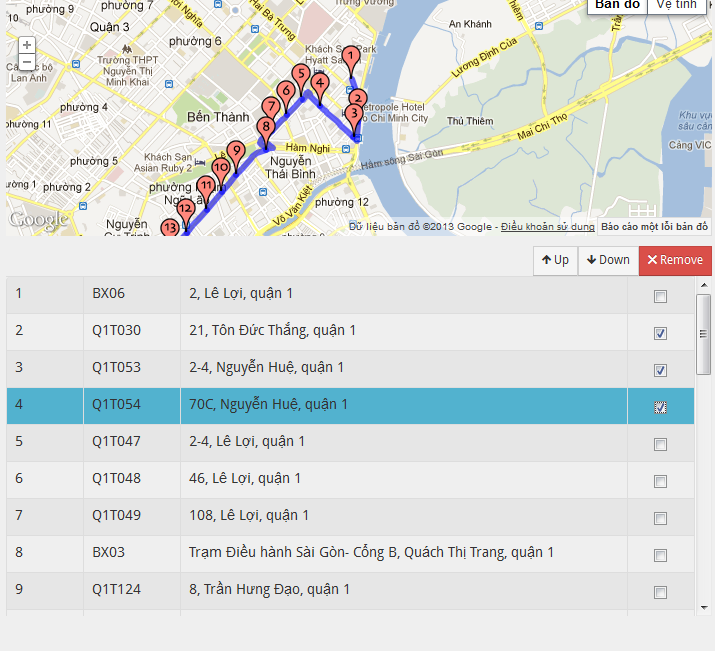 Trưng Vương
Bản đồ
Vệ tinh
Quận 3
Hai Bà Trưng
phường 7
phường 6
An Khánh
Lương Định Của
Trường THPT
Nguyễn Thị
Minh Khai
Khách Sạn Park
Hyatt
Lan Anh
phường 4
phường 11
Bến Thành
Metropole Hotel
Ho Chi Minh City
Thủ Thiêm
Mai Chí Thọ
Khu vực
Cảng VIC
phường 5
Khách Sạn
Asian Ruby 2
Hàm Nghi
Hầm sông Sài Gòn
Nguyễn
Thái Bình
phường 2
phường 12
Võ Văn Kiệt
Nguyễn
1
2
3
4
5
6
7
8
9
10
11
12
13
Google
Dữ liệu bản đồ ©2013 Google - Điều khoản sử dụng
Báo cáo một lỗi bản đồ
Up
Down
Remove
1 BX06 2, Lê Lợi, quận 1
2 Q1T030 21, Tôn Đức Thắng, quận 1
3 Q1T053 2-4, Nguyễn Huệ, quận 1
4 Q1T054 70C, Nguyễn Huệ, quận 1
5 Q1T047 2-4, Lê Lợi, quận 1
6 Q1T048 46, Lê Lợi, quận 1
7 Q1T049 108, Lê Lợi, quận 1
8 BX03 Trạm Điều hành Sài Gòn- Cổng B, Quách Thị Trang, quận 1
9 Q1T124 8, Trần Hưng Đạo, quận 1